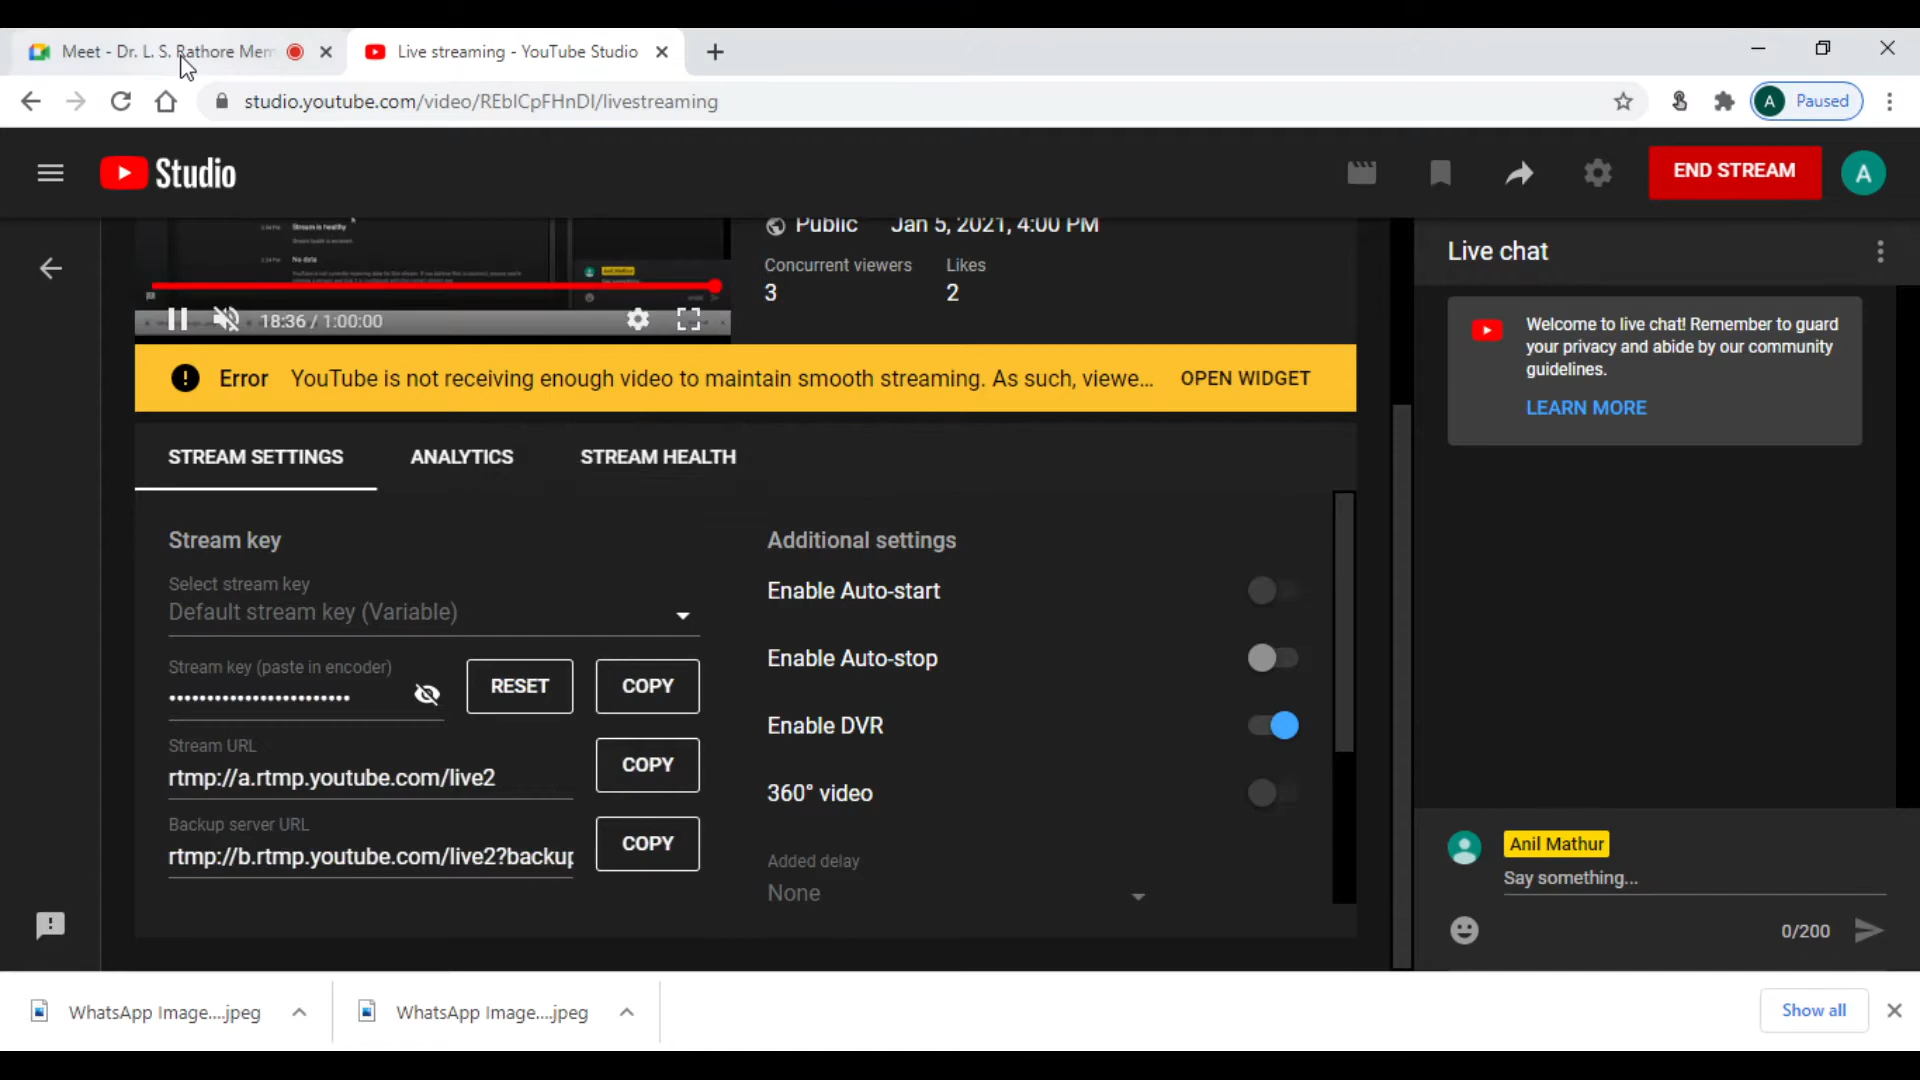 Meet - Dr. L. S. Rathore Mem
Live streaming - YouTube Studio
studio.youtube.com/video/REbICpFHnDI/livestreaming
A Paused
Studio
END STREAM
A
Stream is healthy
No data
Public Jan 5, 2021, 4:00 PM
Concurrent viewers Likes
3 2
18:36 / 1:00:00
Error YouTube is not receiving enough video to maintain smooth streaming. As such, viewe... OPEN WIDGET
STREAM SETTINGS ANALYTICS STREAM HEALTH
Stream key
Select stream key
Default stream key (Variable)
Stream key (paste in encoder)
RESET COPY
Stream URL
rtmp://a.rtmp.youtube.com/live2
COPY
Backup server URL
rtmp://b.rtmp.youtube.com/live2?backup
COPY
Additional settings
Enable Auto-start
Enable Auto-stop
Enable DVR
360° video
Added delay
None
Live chat
Welcome to live chat! Remember to guard
your privacy and abide by our community
guidelines.
LEARN MORE
Anil Mathur
Say something...
0/200
WhatsApp Image....jpeg
WhatsApp Image....jpeg
Show all